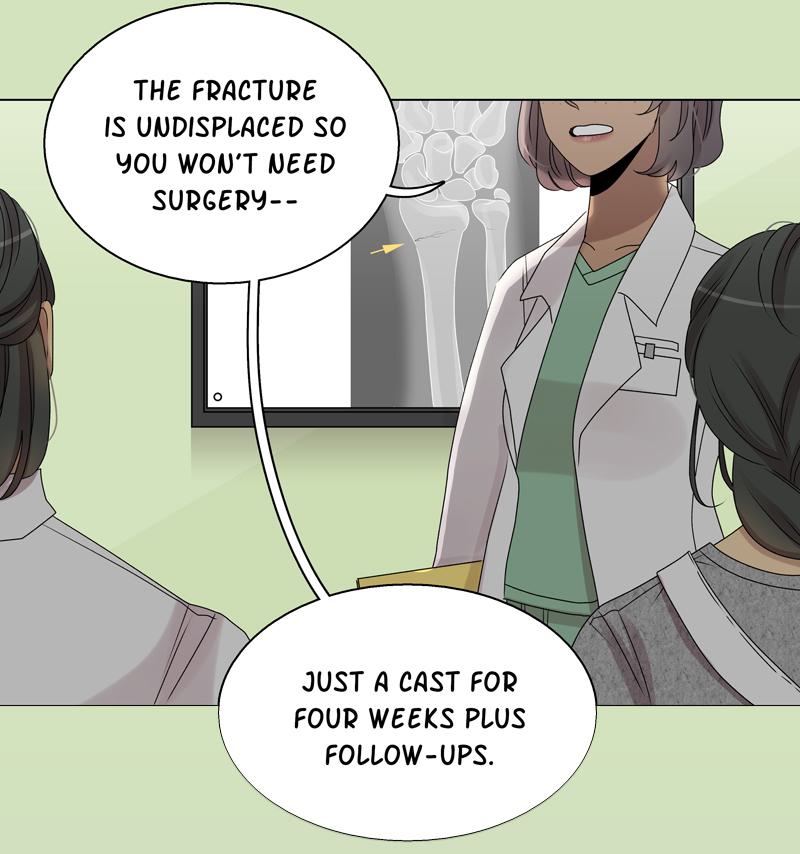 THE FRACTURE
IS UNDISPLACED SO
YOU WON'T NEED
SURGERY--
JUST A CAST FOR
FOUR WEEKS PLUS
FOLLOW-UPS.